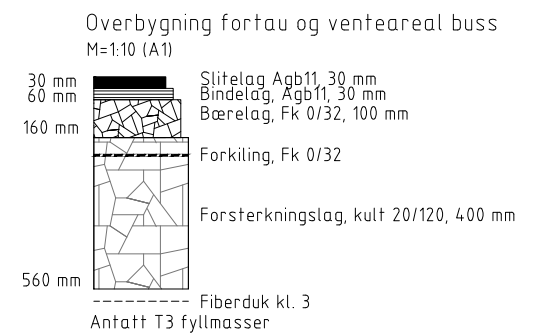 Overbygning fortau og venteareal buss
M=1:10 (A1)
30 mm Slitelag Agb11, 30 mm
60 mm Bindelag, Agb11, 30 mm
Bærelag, Fk 0/32, 100 mm
160 mm
Forkiling, Fk 0/32
Forsterkningslag, kult 20/120, 400 mm
560 mm
Fiberduk kl. 3
Antatt T3 fyllmasser